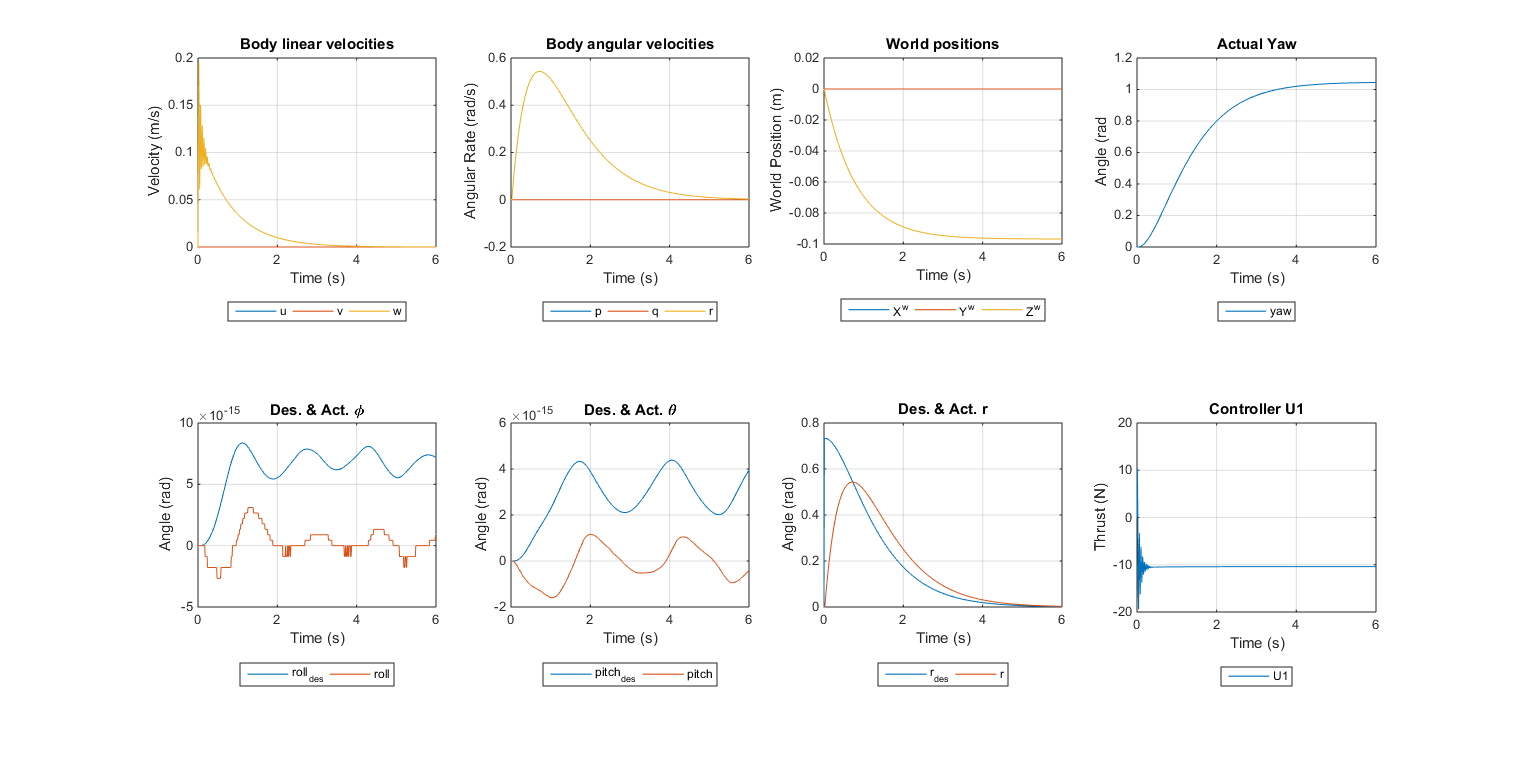 Body linear velocities
Velocity (m/s)
0.2
0.15
0.1
0.05
0
0 2 4 6
Time (s)
u v w
Body angular velocities
Angular Rate (rad/s)
0.6
0.4
0.2
0
-0.2
0 2 4 6
Time (s)
p q r
World positions
World Position (m)
0.02
0
-0.02
-0.04
-0.06
-0.08
-0.1
0 2 4 6
Time (s)
X^w Y^w Z^w
Actual Yaw
Angle (rad
1.2
1
0.8
0.6
0.4
0.2
0
0 2 4 6
Time (s)
yaw
Des. & Act. ϕ
×10^-15
Angle (rad)
10
5
0
-5
0 2 4 6
Time (s)
roll_des roll
Des. & Act. θ
×10^-15
Angle (rad)
6
4
2
0
-2
0 2 4 6
Time (s)
pitch_des pitch
Des. & Act. r
Angle (rad)
0.8
0.6
0.4
0.2
0
0 2 4 6
Time (s)
r_des r
Controller U1
Thrust (N)
20
10
0
-10
-20
0 2 4 6
Time (s)
U1